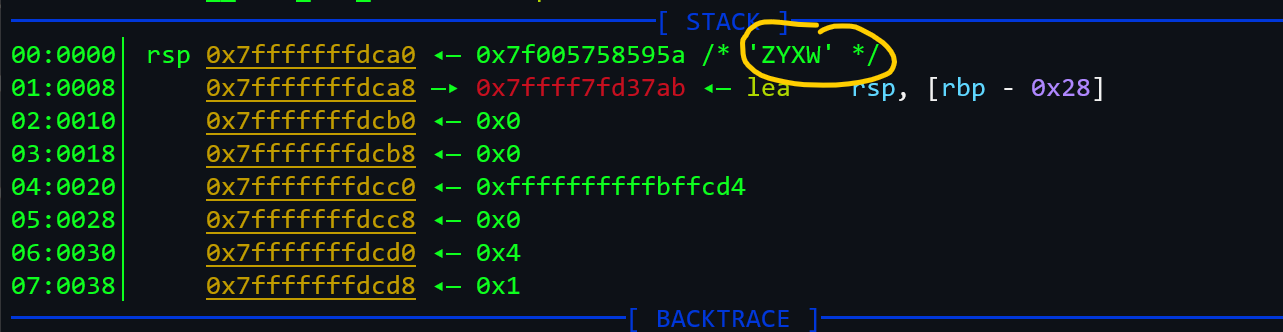 [ STACK ]
00:0000│ rsp 0x7fffffffdca0 ◂— 0x7f005758595a /* 'ZYXW' */
01:0008│     0x7fffffffdca8 —▸ 0x7ffff7fd37ab ◂— lea    rsp, [rbp - 0x28]
02:0010│     0x7fffffffdcb0 ◂— 0x0
03:0018│     0x7fffffffdcb8 ◂— 0x0
04:0020│     0x7fffffffdcc0 ◂— 0xffffffffffbffcd4
05:0028│     0x7fffffffdcc8 ◂— 0x0
06:0030│     0x7fffffffdcd0 ◂— 0x4
07:0038│     0x7fffffffdcd8 ◂— 0x1
[ BACKTRACE ]